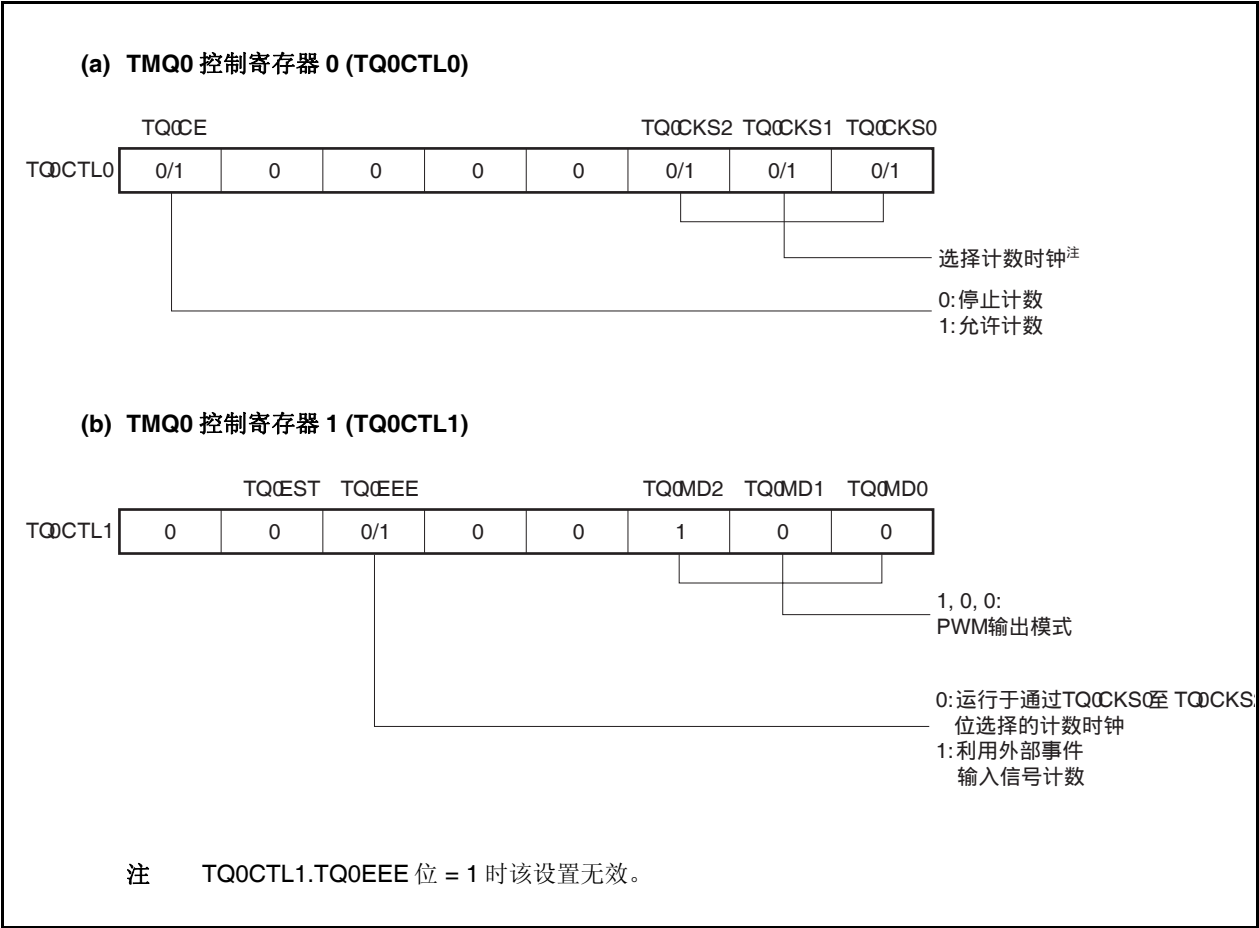 (a) TMQ0 控制寄存器 0 (TQ0CTL0)
TQ0CE TQ0CKS2 TQ0CKS1 TQ0CKS0
TQ0CTL0 0/1 0 0 0 0 0/1 0/1 0/1
选择计数时钟注
0:停止计数
1:允许计数
(b) TMQ0 控制寄存器 1 (TQ0CTL1)
TQ0EST TQ0EEE TQ0MD2 TQ0MD1 TQ0MD0
TQ0CTL1 0 0 0/1 0 0 1 0 0
1, 0, 0:
PWM输出模式
0:运行于通过TQ0CKS0至 TQ0CKS
位选择的计数时钟
1:利用外部事件
输入信号计数
注 TQ0CTL1.TQ0EEE 位 = 1 时该设置无效。